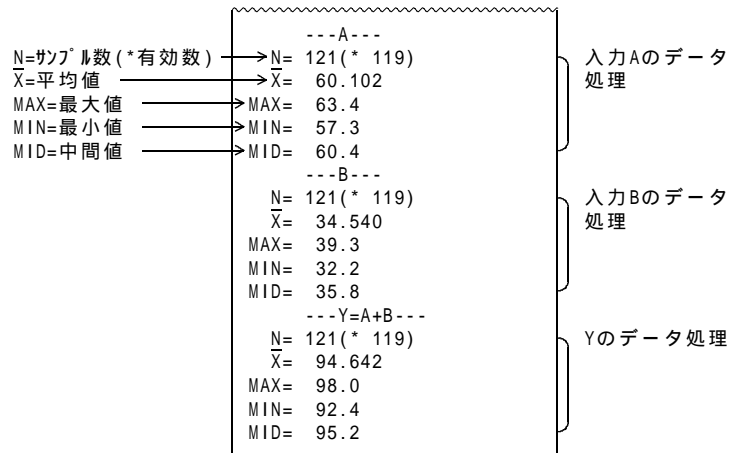 ---A---
N=サンプル数(*有効数) N= 121(* 119) 入力Aのデータ
X̅=平均値 X̅= 60.102 処理
MAX=最大値 MAX= 63.4
MIN=最小値 MIN= 57.3
MID=中間値 MID= 60.4
---B---
N= 121(* 119) 入力Bのデータ
X̅= 34.540 処理
MAX= 39.3
MIN= 32.2
MID= 35.8
---Y=A+B---
N= 121(* 119) Yのデータ処理
X̅= 94.642
MAX= 98.0
MIN= 92.4
MID= 95.2